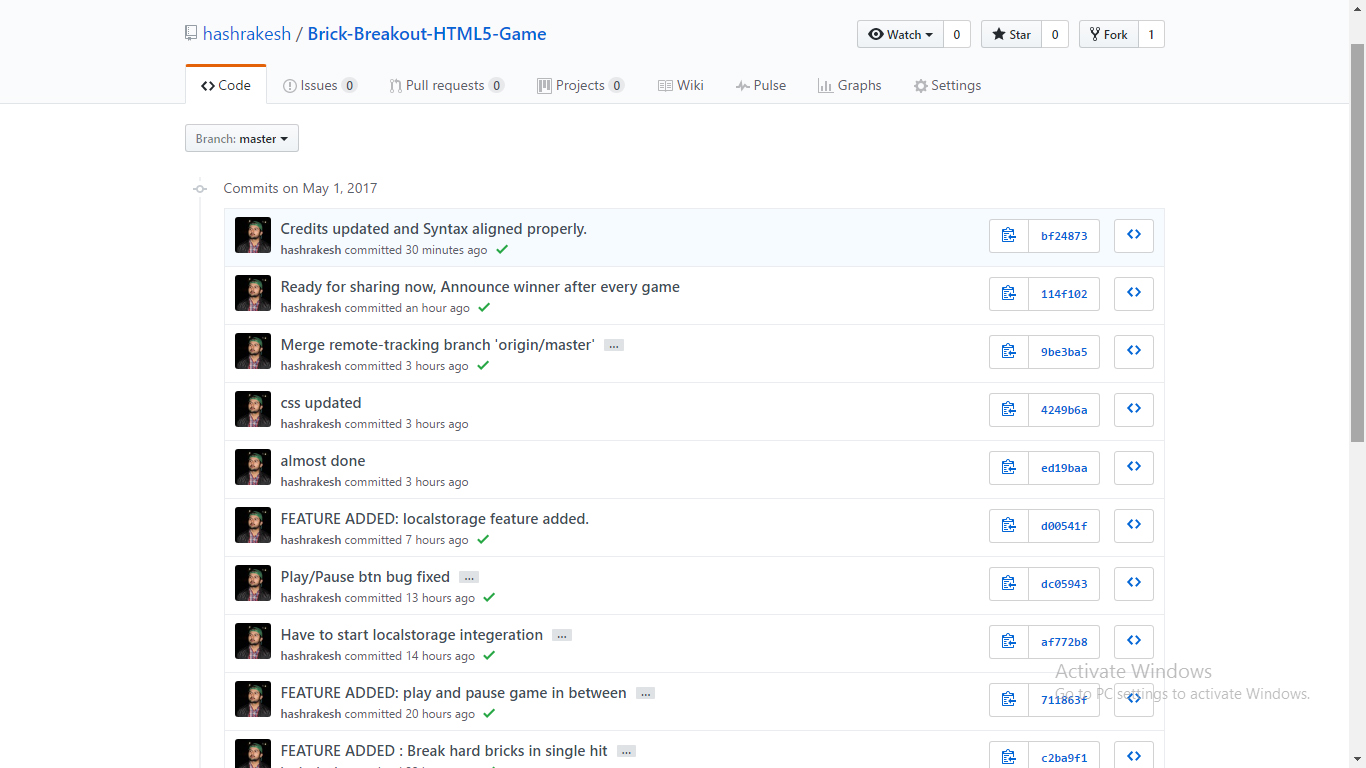 hashrakesh / Brick-Breakout-HTML5-Game
Watch 0 Star 0 Fork 1
Code Issues 0 Pull requests 0 Projects 0 Wiki Pulse Graphs Settings
Branch: master
Commits on May 1, 2017
Credits updated and Syntax aligned properly.
hashrakesh committed 30 minutes ago
bf24873
Ready for sharing now, Announce winner after every game
hashrakesh committed an hour ago
114f102
Merge remote-tracking branch 'origin/master' …
hashrakesh committed 3 hours ago
9be3ba5
css updated
hashrakesh committed 3 hours ago
4249b6a
almost done
hashrakesh committed 3 hours ago
ed19baa
FEATURE ADDED: localstorage feature added.
hashrakesh committed 7 hours ago
d00541f
Play/Pause btn bug fixed …
hashrakesh committed 13 hours ago
dc05943
Have to start localstorage integeration …
hashrakesh committed 14 hours ago
af772b8
Activate Windows
Go to PC settings to activate Windows.
FEATURE ADDED: play and pause game in between …
hashrakesh committed 20 hours ago
711863f
FEATURE ADDED : Break hard bricks in single hit …
c2ba9f1